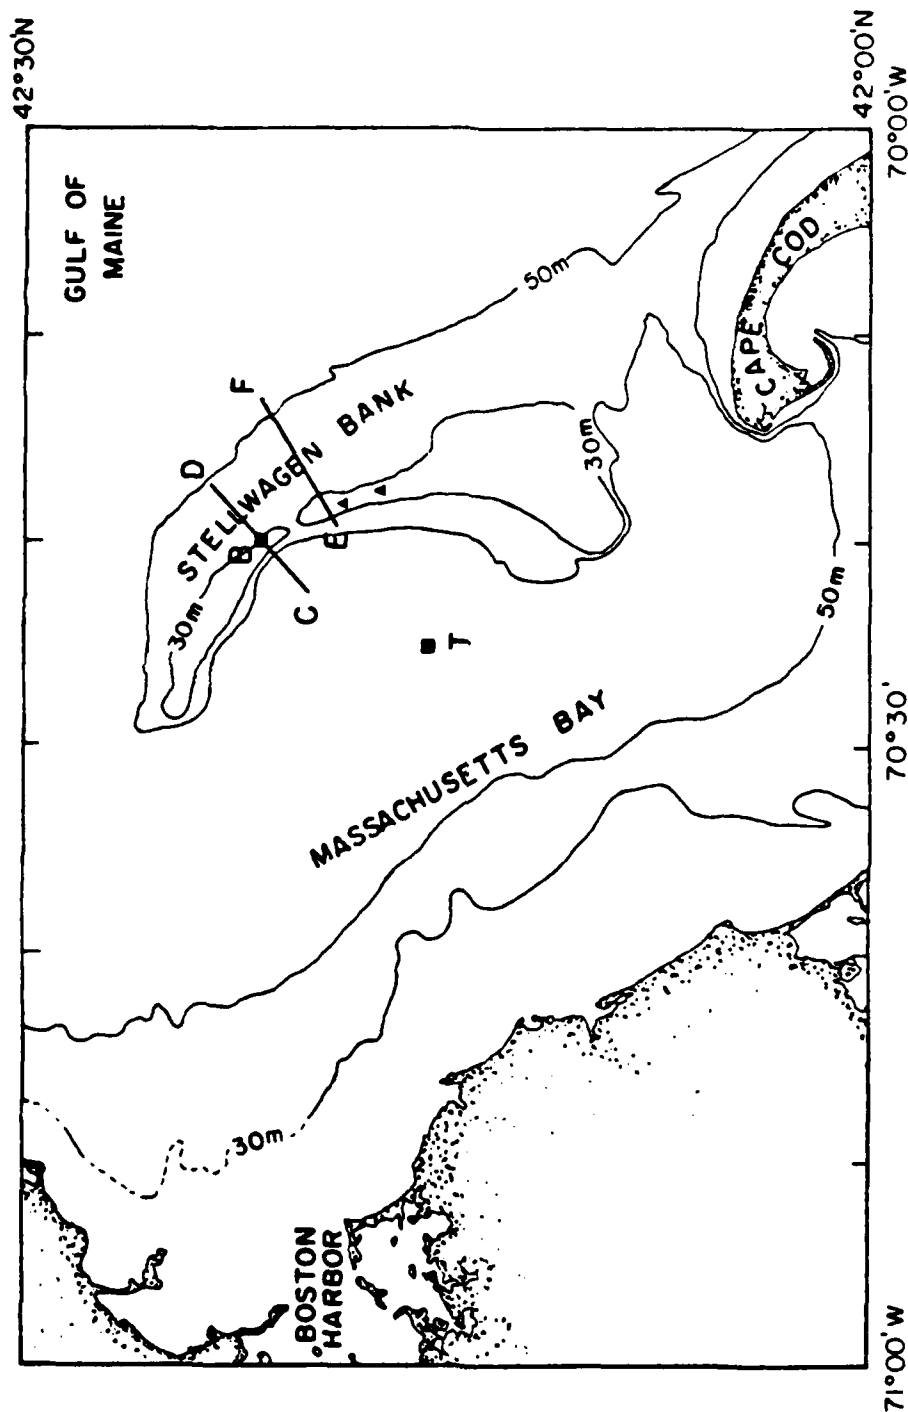 42°30'N
42°00'N
70°00'W
GULF OF
MAINE
50m
F
D
STELLWAGEN BANK
CAPE COD
30m
B
E
30m
C
T
50m
70°30'
MASSACHUSETTS BAY
30m
BOSTON
HARBOR
71°00'W